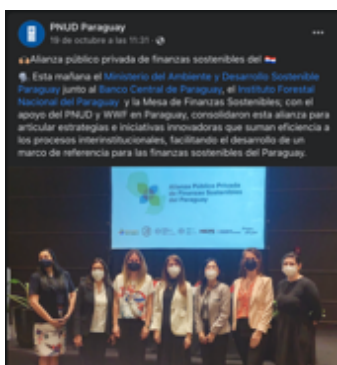 PNUD Paraguay
19 de octubre a las 11:31
Alianza público privada de finanzas sostenibles del
Esta mañana el Ministerio del Ambiente y Desarrollo Sostenible
Paraguay junto al Banco Central de Paraguay, el Instituto Forestal
Nacional del Paraguay y la Mesa de Finanzas Sostenibles; con el
apoyo del PNUD y WWF en Paraguay, consolidaron esta alianza para
articular estrategias e iniciativas innovadoras que suman eficiencia a
los procesos interinstitucionales, facilitando el desarrollo de un
marco de referencia para las finanzas sostenibles del Paraguay.
Alianza Pública Privada
de Finanzas Sostenibles
del Paraguay